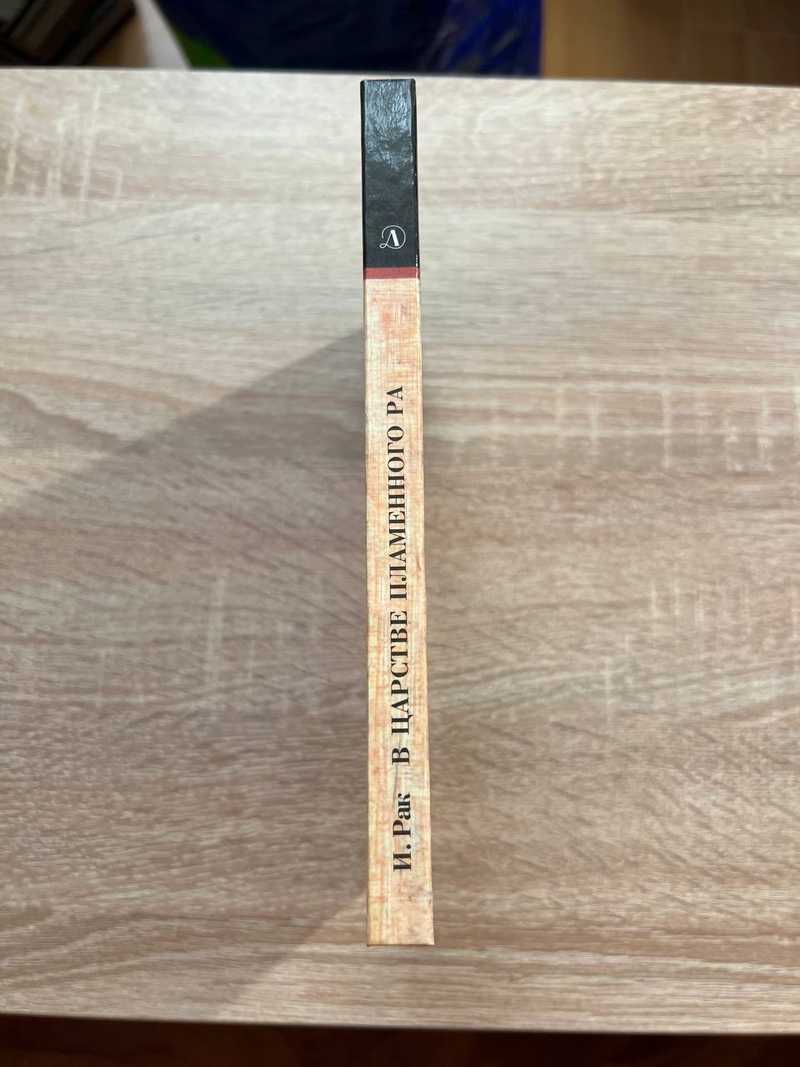 И. Рак В ЦАРСТВЕ ПЛАМЕННОГО РА